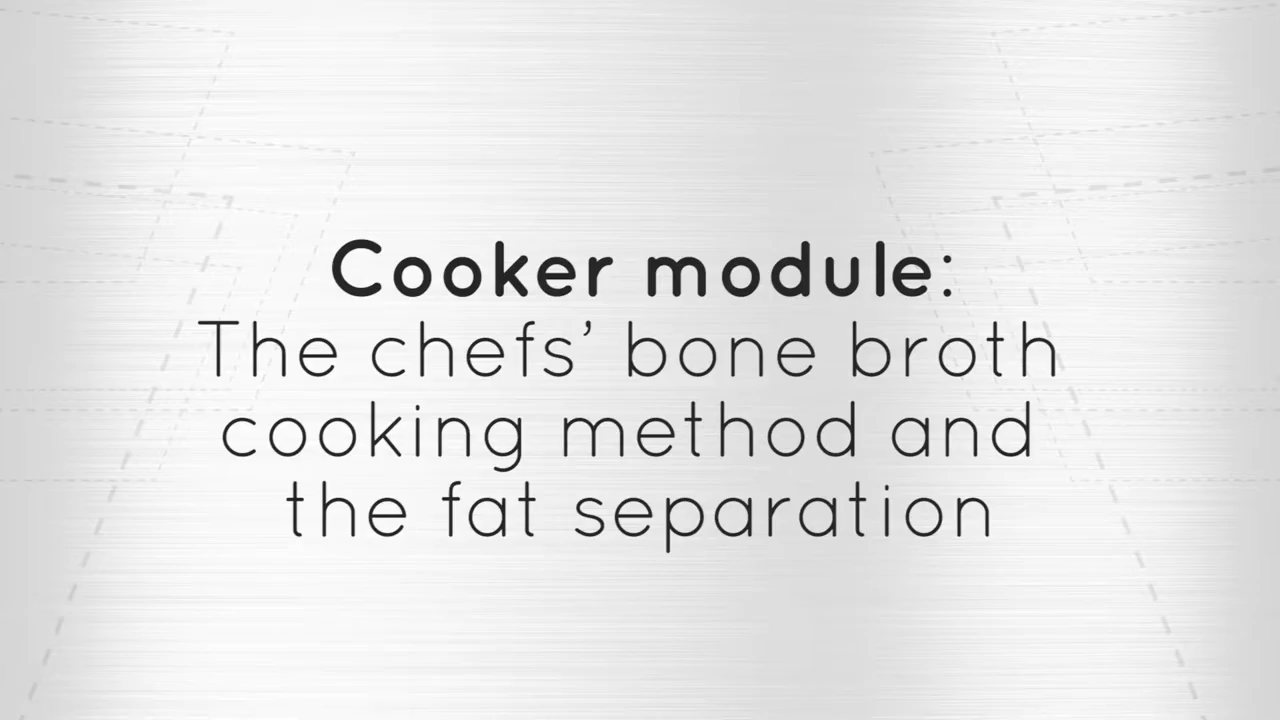 Cooker module:
The chefs’ bone broth
cooking method and
the fat separation